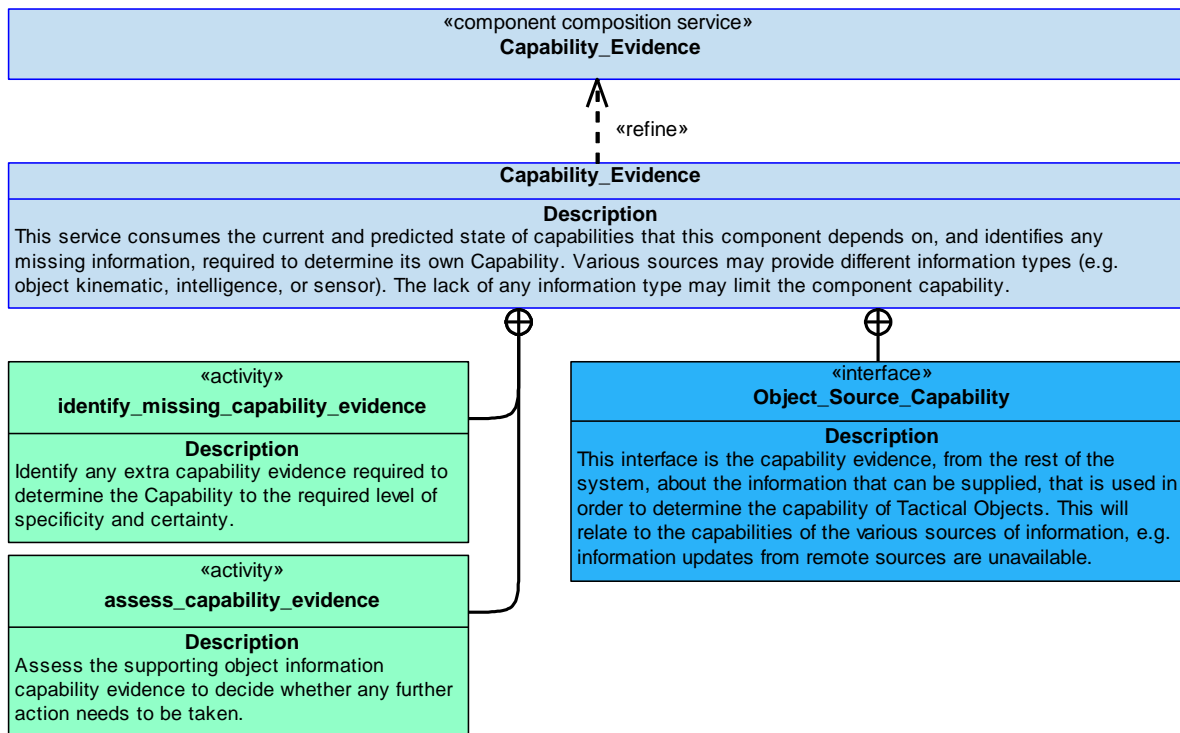 «component composition service»
Capability_Evidence
«refine»
Capability_Evidence
Description
This service consumes the current and predicted state of capabilities that this component depends on, and identifies any
missing information, required to determine its own Capability. Various sources may provide different information types (e.g.
object kinematic, intelligence, or sensor). The lack of any information type may limit the component capability.
«activity»
identify_missing_capability_evidence
Description
Identify any extra capability evidence required to
determine the Capability to the required level of
specificity and certainty.
«interface»
Object_Source_Capability
Description
This interface is the capability evidence, from the rest of the
system, about the information that can be supplied, that is used in
order to determine the capability of Tactical Objects. This will
relate to the capabilities of the various sources of information, e.g.
information updates from remote sources are unavailable.
«activity»
assess_capability_evidence
Description
Assess the supporting object information
capability evidence to decide whether any further
action needs to be taken.